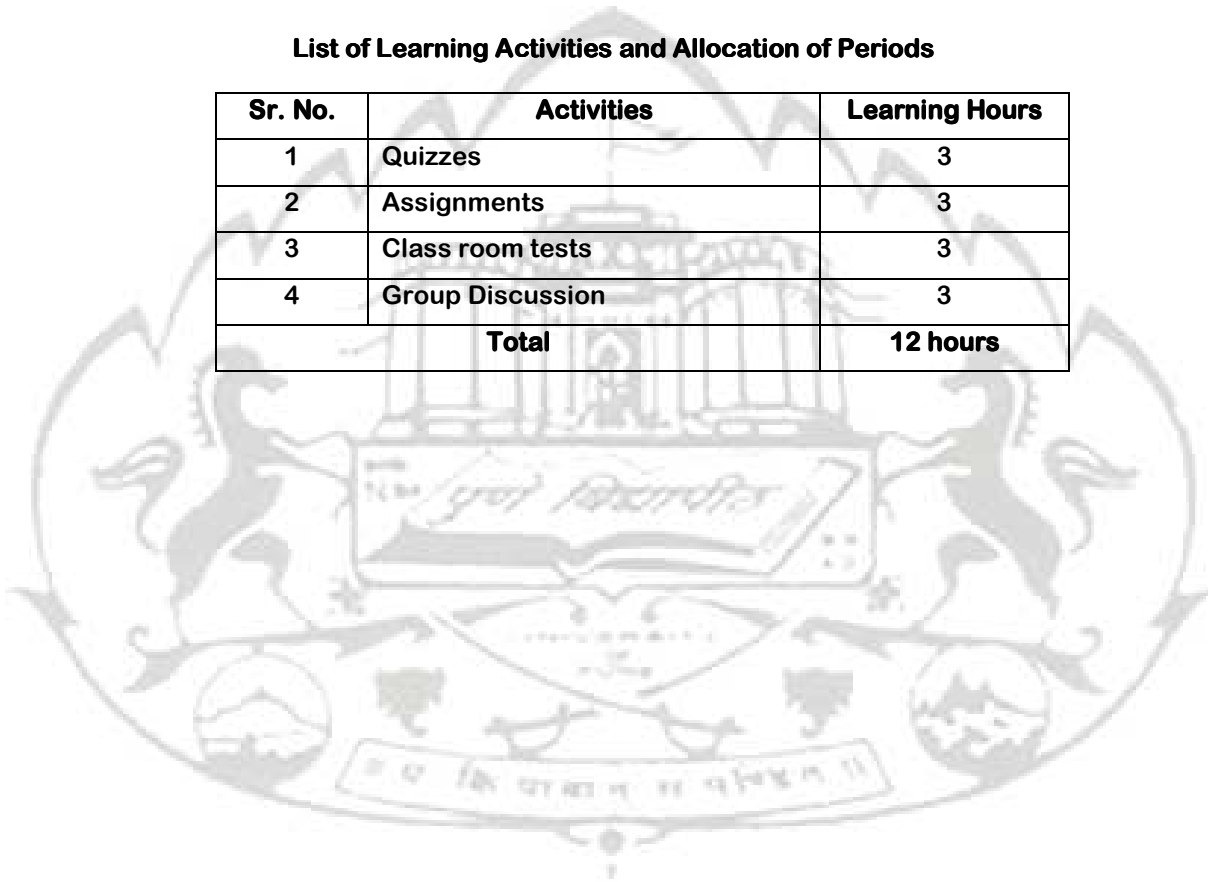 List of Learning Activities and Allocation of Periods
Sr. No. Activities Learning Hours
1 Quizzes 3
2 Assignments 3
3 Class room tests 3
4 Group Discussion 3
Total 12 hours
पुणे विद्यापीठ